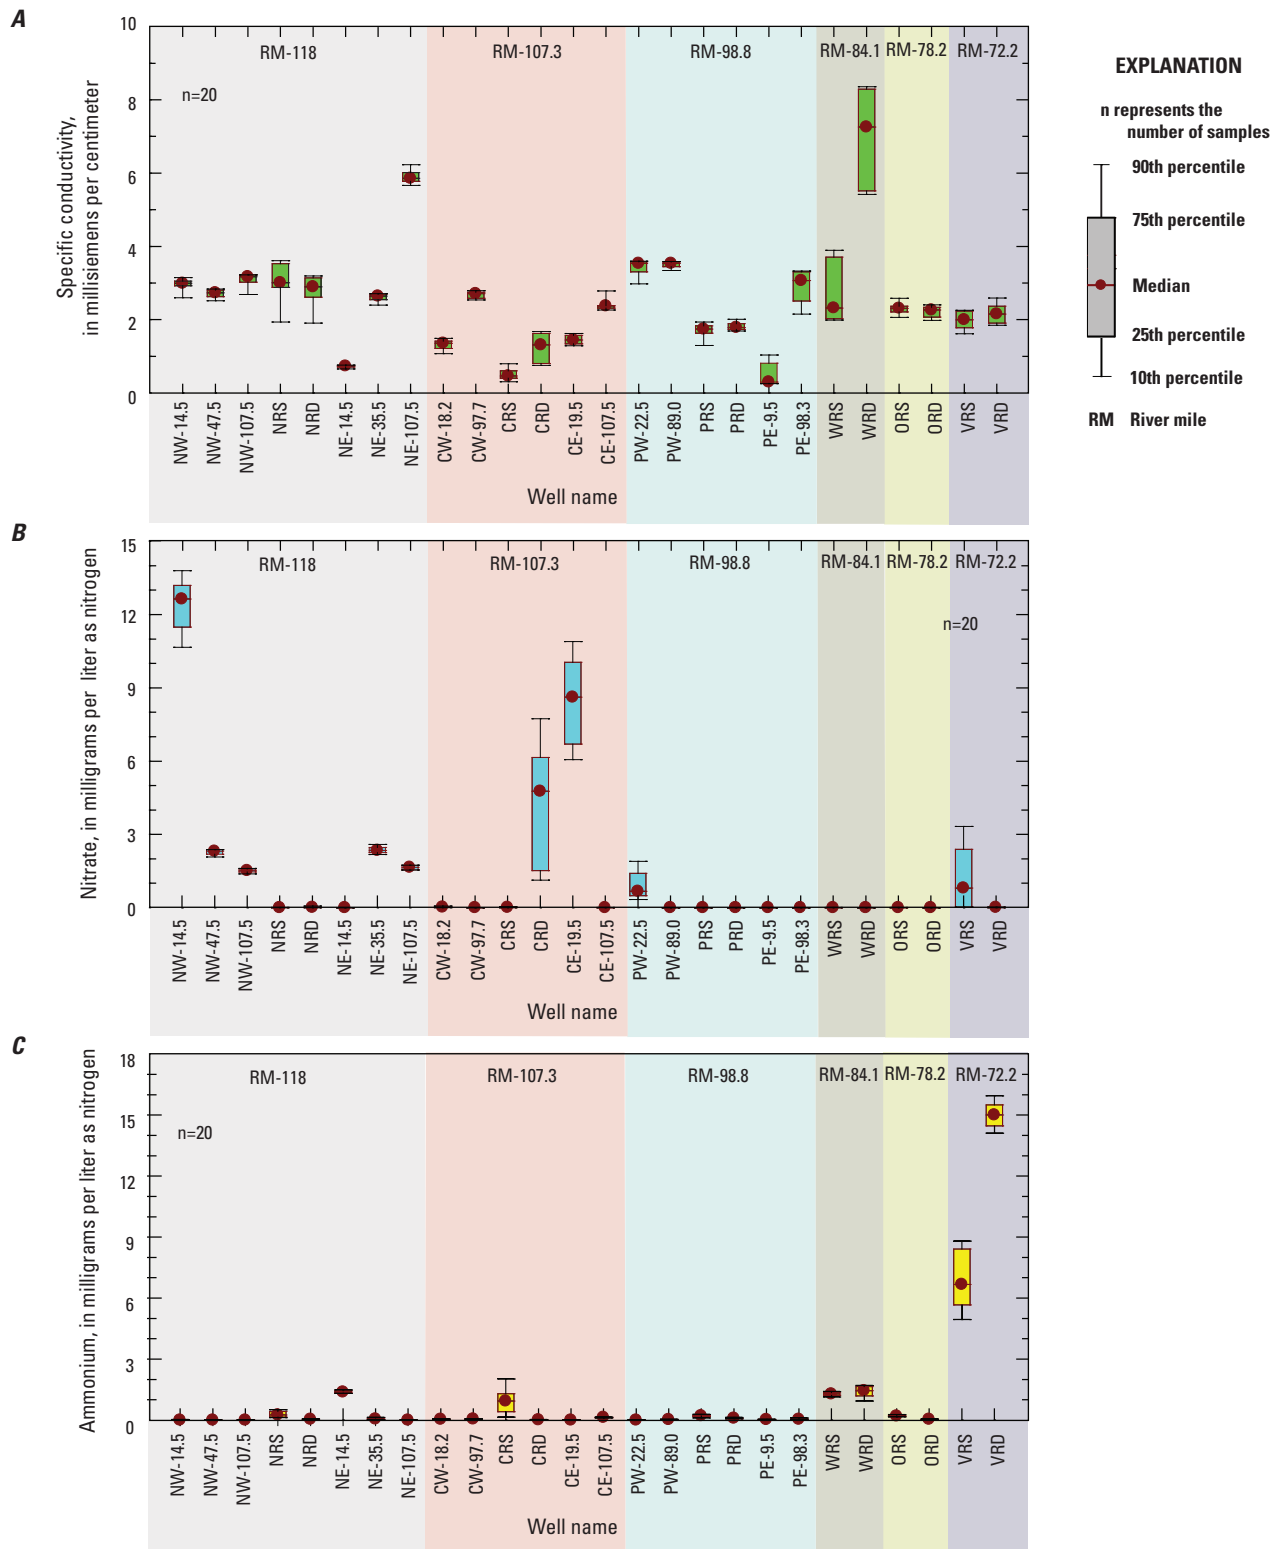 A
10
8
6
4
2
0
Specific conductivity,
in millisiemens per centimeter
RM-118
RM-107.3
RM-98.8
RM-84.1
RM-78.2
RM-72.2
n=20
NW-14.5
NW-47.5
NW-107.5
NRS
NRD
NE-14.5
NE-35.5
NE-107.5
CW-18.2
CW-97.7
CRS
CRD
CE-19.5
CE-107.5
PW-22.5
PW-89.0
PRS
PRD
PE-9.5
PE-98.3
WRS
WRD
ORS
ORD
VRS
VRD
Well name
EXPLANATION
n represents the
number of samples
90th percentile
75th percentile
Median
25th percentile
10th percentile
RM River mile
B
15
12
9
6
3
0
Nitrate, in milligrams per liter as nitrogen
RM-118
RM-107.3
RM-98.8
RM-84.1
RM-78.2
RM-72.2
n=20
NW-14.5
NW-47.5
NW-107.5
NRS
NRD
NE-14.5
NE-35.5
NE-107.5
CW-18.2
CW-97.7
CRS
CRD
CE-19.5
CE-107.5
PW-22.5
PW-89.0
PRS
PRD
PE-9.5
PE-98.3
WRS
WRD
ORS
ORD
VRS
VRD
Well name
C
18
15
12
9
6
3
0
Ammonium, in milligrams per liter as nitrogen
RM-118
RM-107.3
RM-98.8
RM-84.1
RM-78.2
RM-72.2
n=20
NW-14.5
NW-47.5
NW-107.5
NRS
NRD
NE-14.5
NE-35.5
NE-107.5
CW-18.2
CW-97.7
CRS
CRD
CE-19.5
CE-107.5
PW-22.5
PW-89.0
PRS
PRD
PE-9.5
PE-98.3
WRS
WRD
ORS
ORD
VRS
VRD
Well name